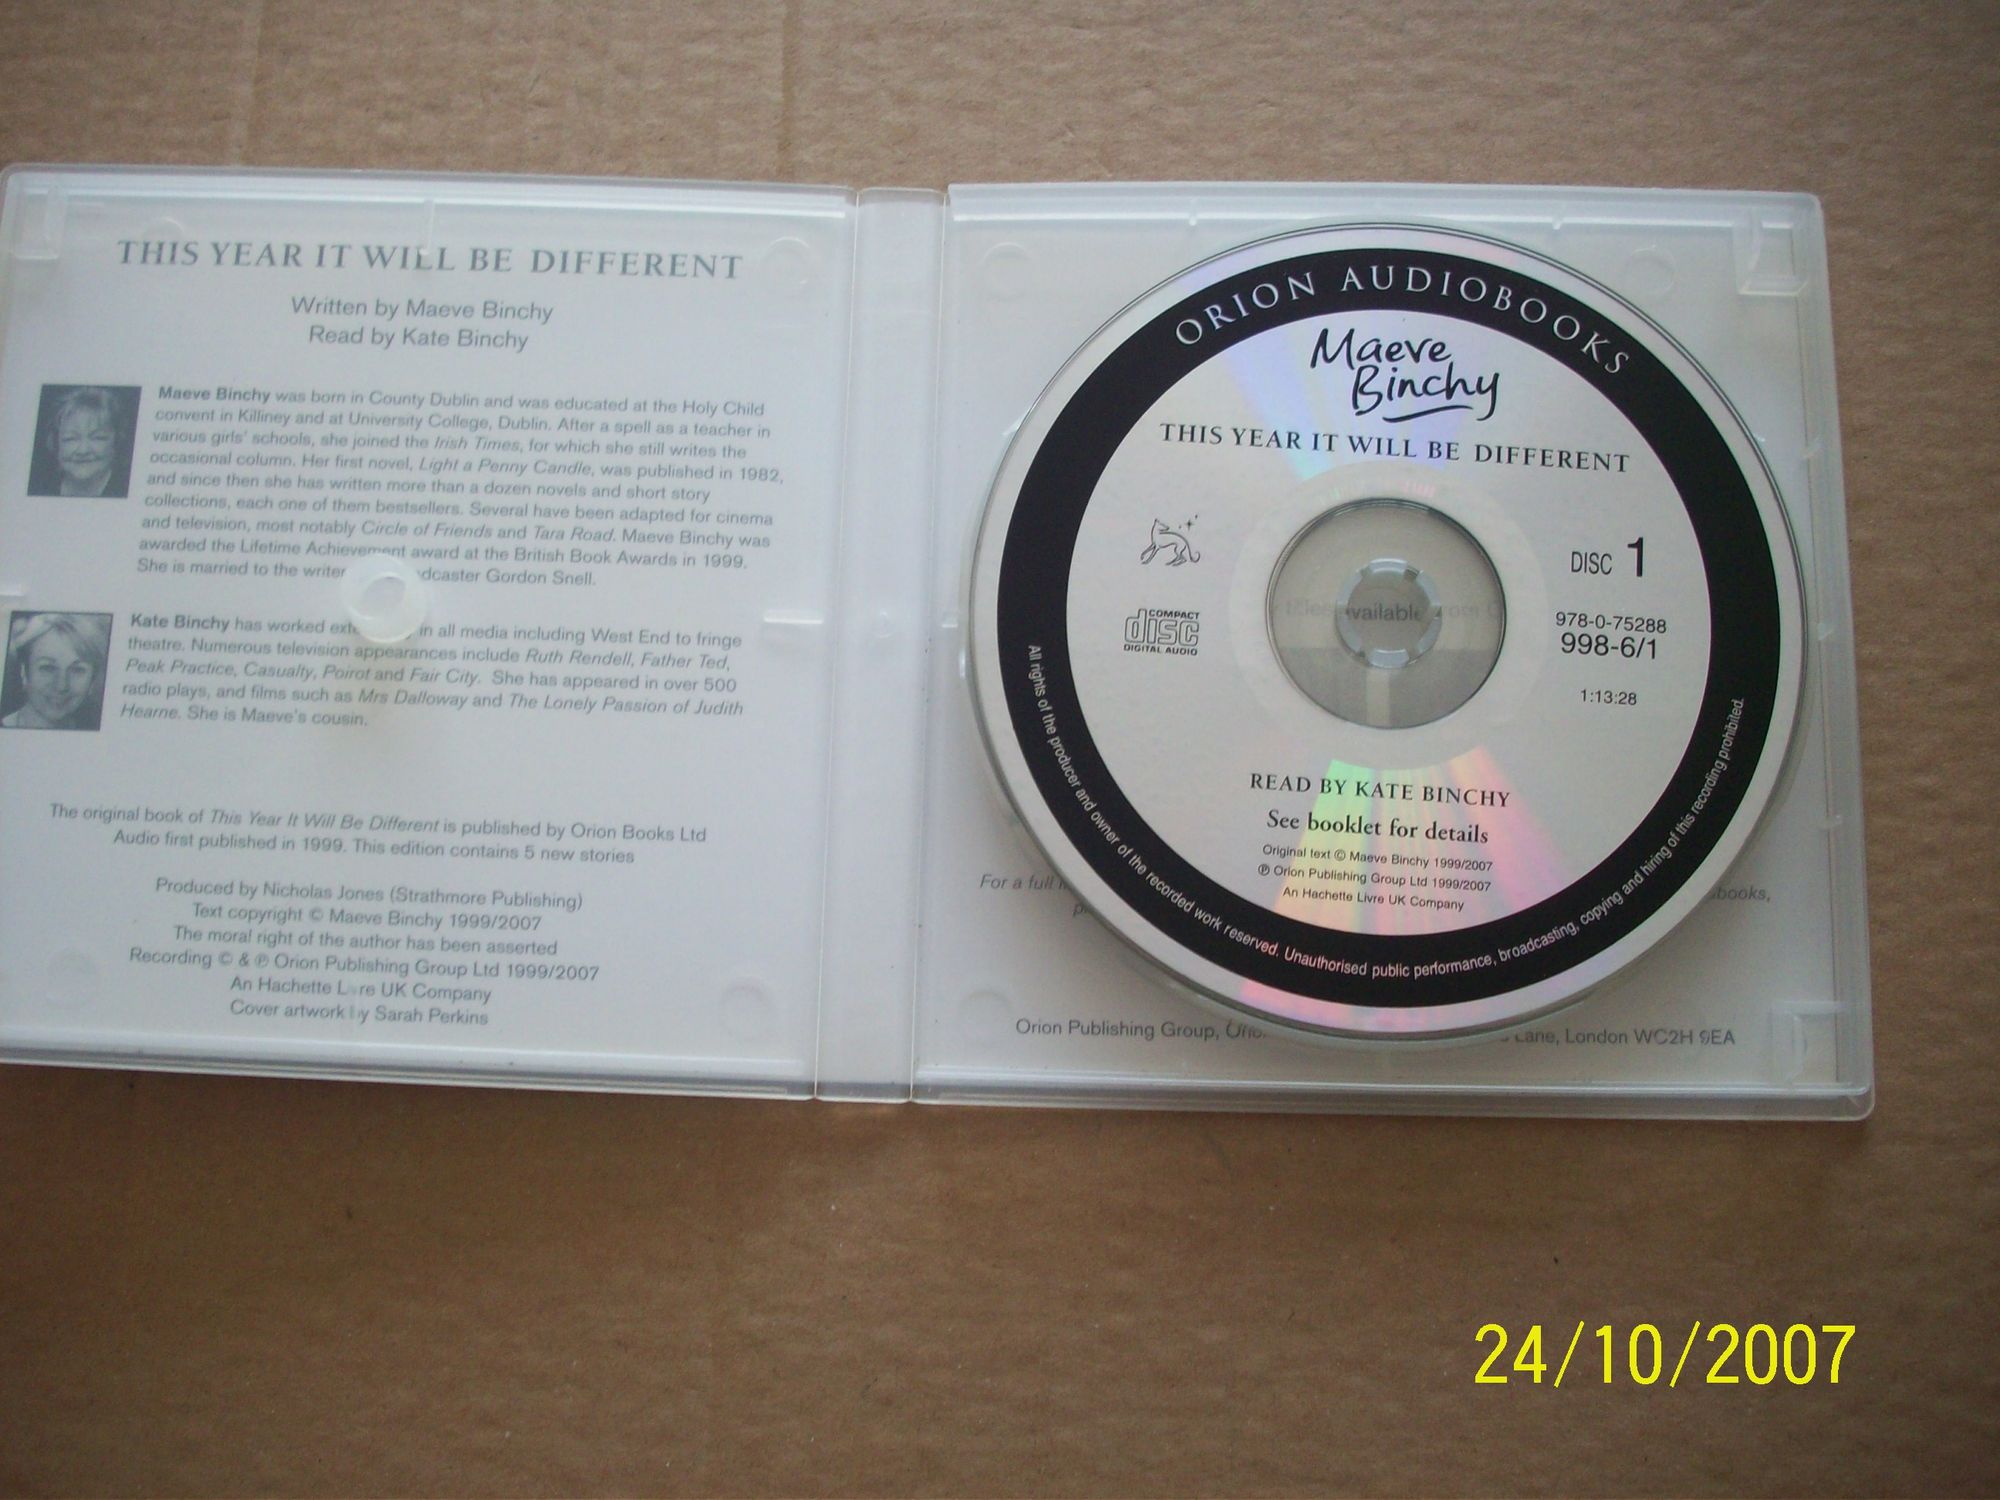 THIS YEAR IT WILL BE DIFFERENT
Written by Maeve Binchy
Read by Kate Binchy
Maeve Binchy was born in County Dublin and was educated at the Holy Child
convent in Killiney and at University College, Dublin. After a spell as a teacher in
various girls' schools, she joined the Irish Times, for which she still writes the
occasional column. Her first novel, Light a Penny Candle, was published in 1982,
and since then she has written more than a dozen novels and short story
collections, each one of them bestsellers. Several have been adapted for cinema
and television, most notably Circle of Friends and Tara Road. Maeve Binchy was
awarded the Lifetime Achievement award at the British Book Awards in 1999.
She is married to the writer dcaster Gordon Snell.
Kate Binchy has worked exte in all media including West End to fringe
theatre. Numerous television appearances include Ruth Rendell, Father Ted,
Peak Practice, Casualty, Poirot and Fair City. She has appeared in over 500
radio plays, and films such as Mrs Dalloway and The Lonely Passion of Judith
Hearne. She is Maeve's cousin.
The original book of This Year It Will Be Different is published by Orion Books Ltd
Audio first published in 1999. This edition contains 5 new stories
Produced by Nicholas Jones (Strathmore Publishing)
Text copyright © Maeve Binchy 1999/2007
The moral right of the author has been asserted
Recording © & ℗ Orion Publishing Group Ltd 1999/2007
An Hachette Livre UK Company
Cover artwork by Sarah Perkins
ORION AUDIOBOOKS
Maeve
Binchy
THIS YEAR IT WILL BE DIFFERENT
DISC 1
COMPACT
disc
DIGITAL AUDIO
978-0-75288
998-6/1
1:13:28
available
READ BY KATE BINCHY
See booklet for details
Original text © Maeve Binchy 1999/2007
℗ Orion Publishing Group Ltd 1999/2007
An Hachette Livre UK Company
All rights of the producer and owner of the recorded work reserved. Unauthorised public performance, broadcasting, copying and hiring of this recording prohibited.
For a full
books,
Orion Publishing Group, Lane, London WC2H 9EA
24/10/2007